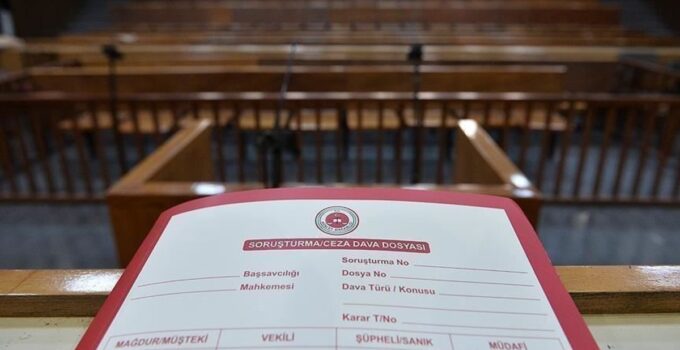 SORUŞTURMA/CEZA DAVA DOSYASI
Başsavcılığı
Mahkemesi
Soruşturma No
Dosya No
Dava Türü / Konusu
Karar T/No
MAĞDUR/MÜŞTEKİ VEKİLİ ŞÜPHELİ/SANIK MÜDAFİ